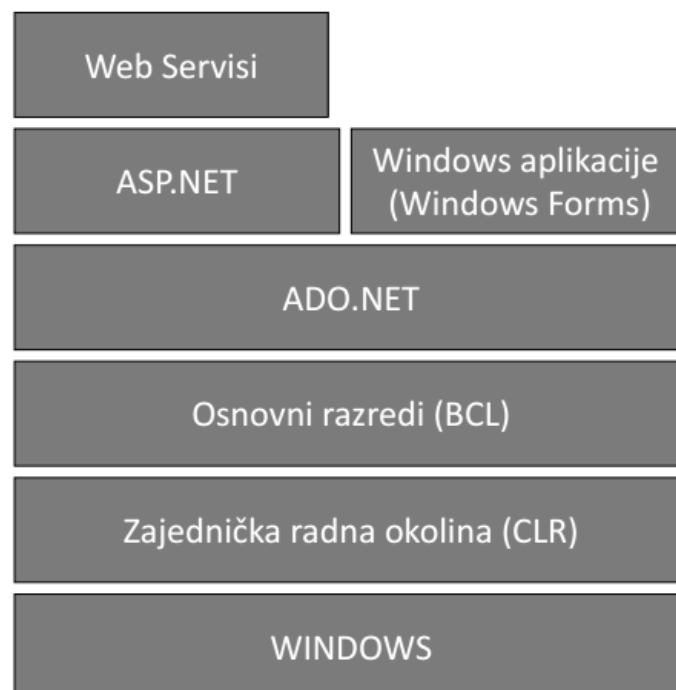 Web Servisi
ASP.NET
Windows aplikacije
(Windows Forms)
ADO.NET
Osnovni razredi (BCL)
Zajednička radna okolina (CLR)
WINDOWS